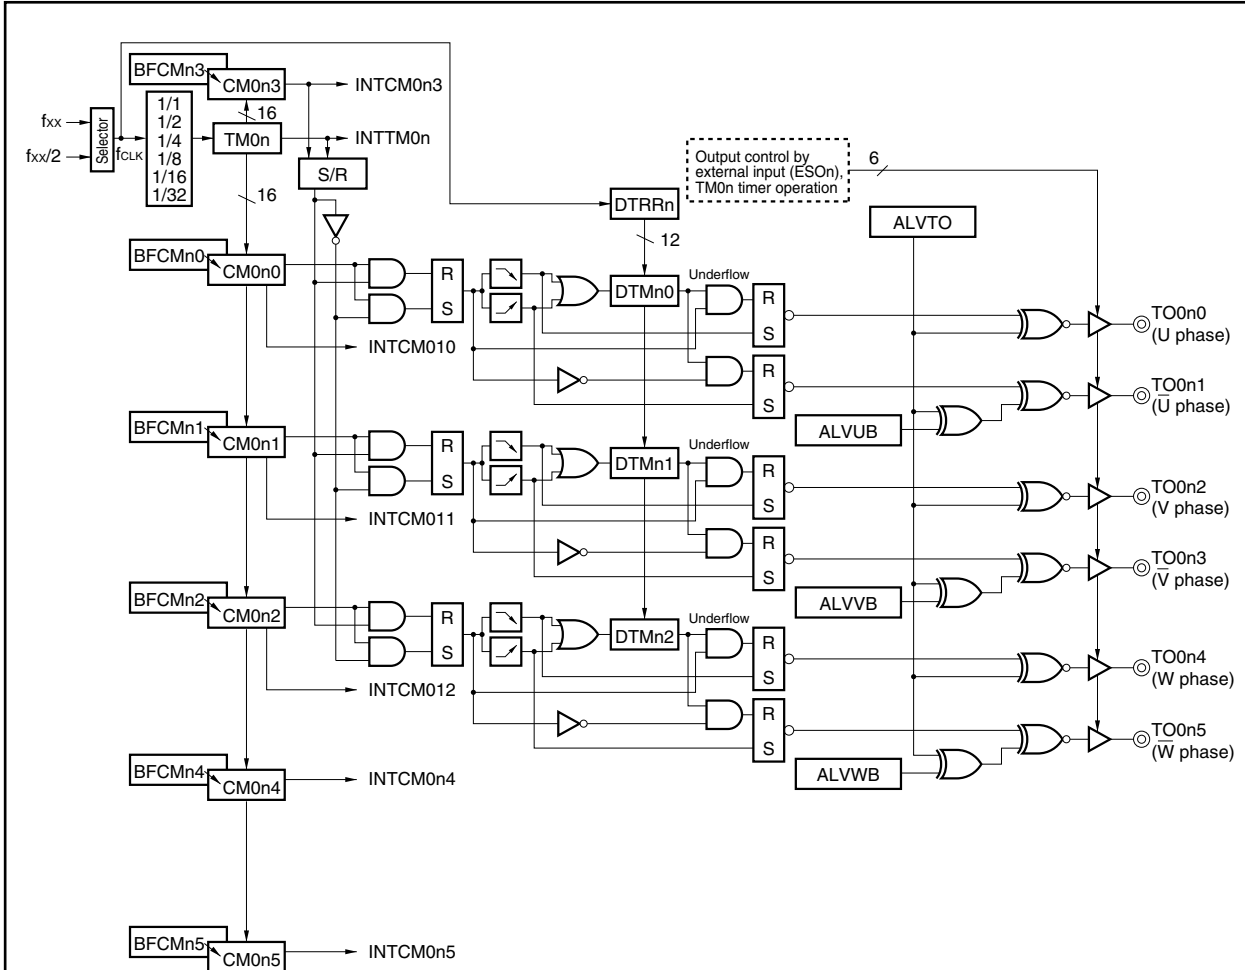 BFCMn3
CM0n3
INTCM0n3
fXX
fXX/2
Selector
fCLK
1/1
1/2
1/4
1/8
1/16
1/32
16
TM0n
INTTM0n
S/R
16
Output control by
external input (ESOn),
TM0n timer operation
6
DTRRn
12
ALVTO
BFCMn0
CM0n0
R
S
DTMn0
Underflow
R
S
TO0n0
(U phase)
INTCM010
R
S
TO0n1
(U̅ phase)
ALVUB
BFCMn1
CM0n1
R
S
DTMn1
Underflow
R
S
TO0n2
(V phase)
INTCM011
R
S
TO0n3
(V̅ phase)
ALVVB
BFCMn2
CM0n2
R
S
DTMn2
Underflow
R
S
TO0n4
(W phase)
INTCM012
R
S
TO0n5
(W̅ phase)
ALVWB
BFCMn4
CM0n4
INTCM0n4
BFCMn5
CM0n5
INTCM0n5